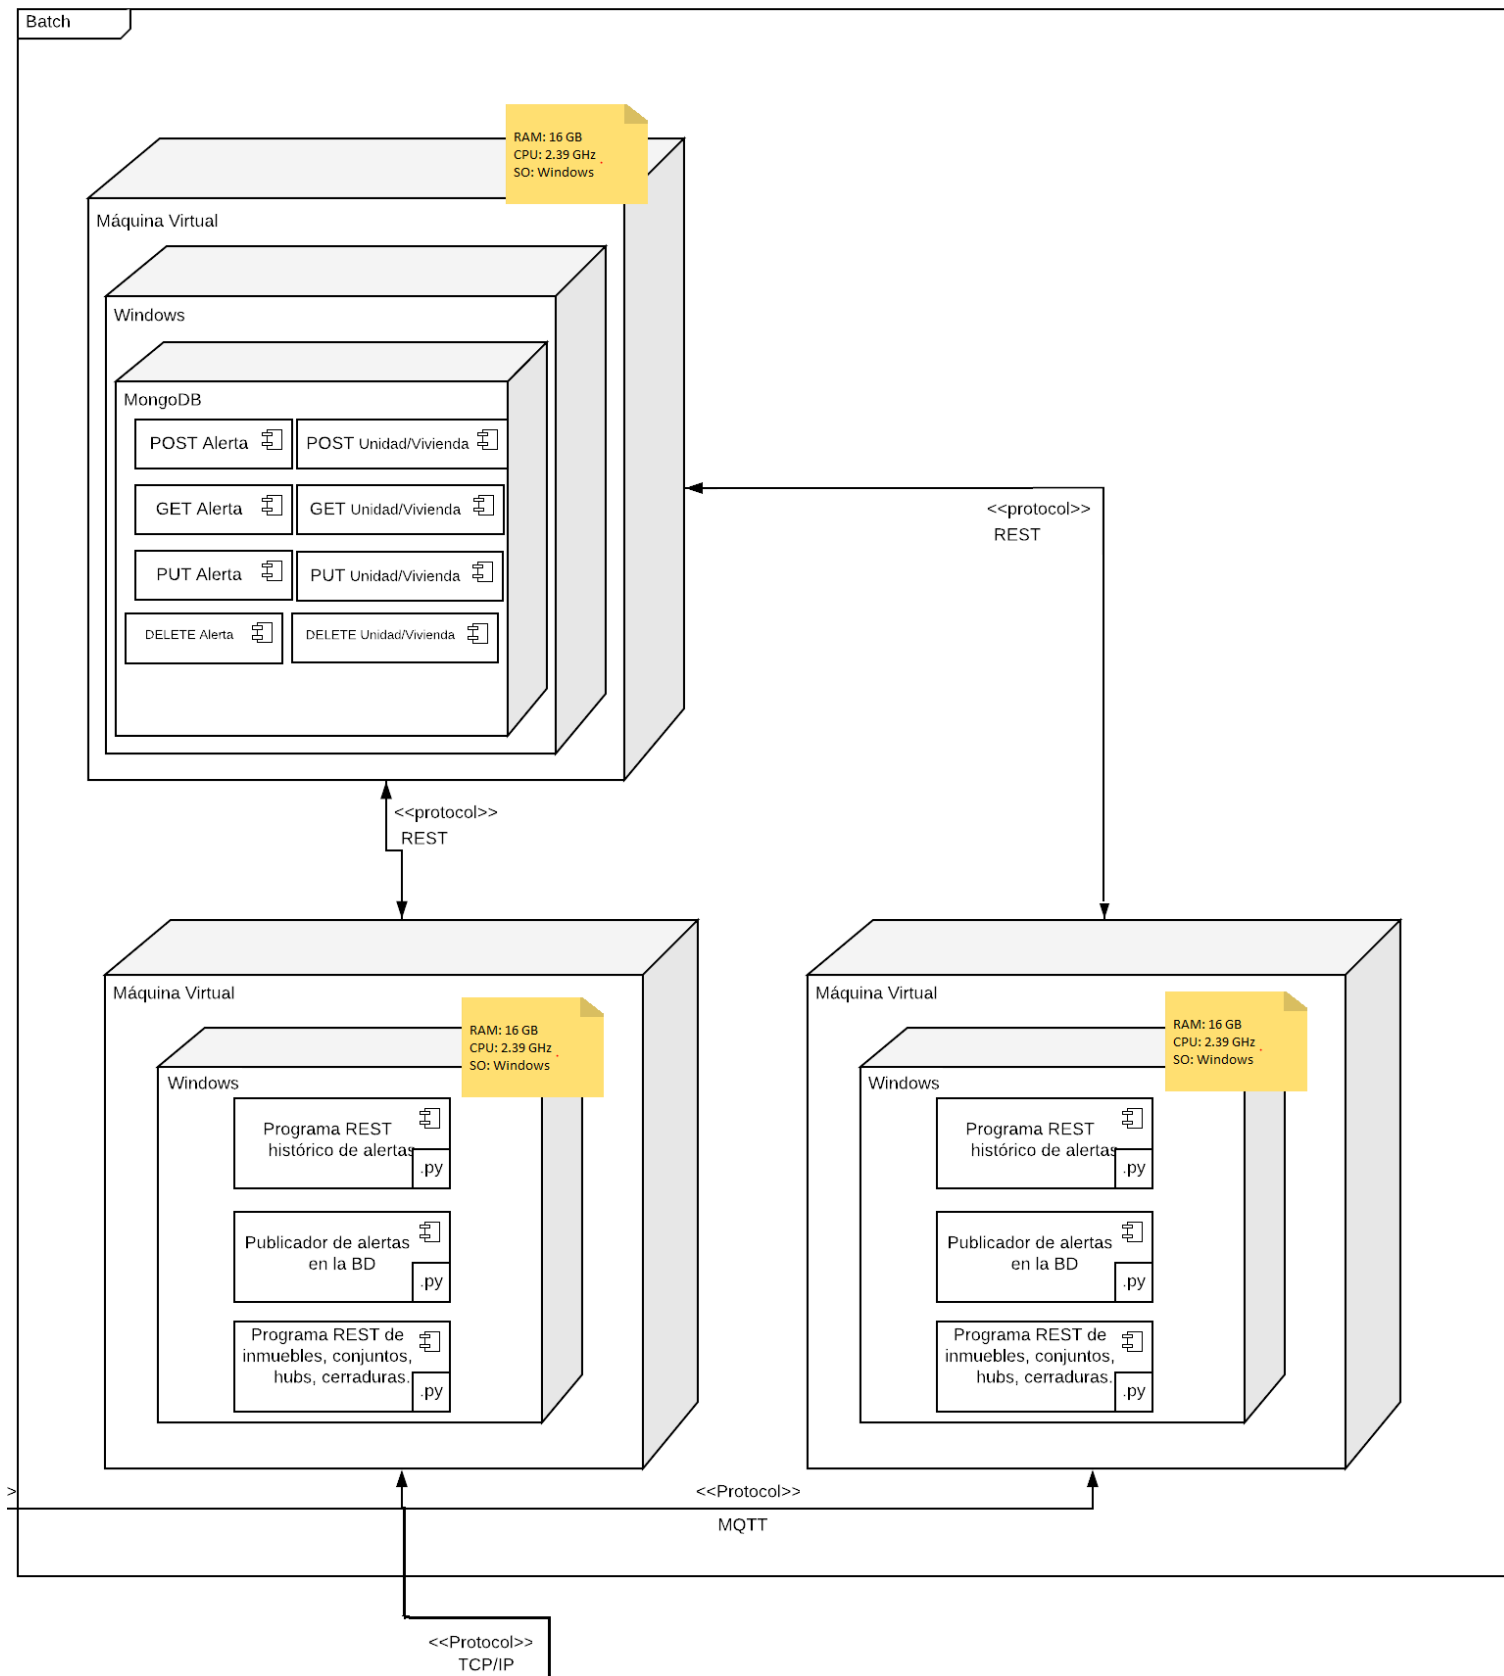 Batch
RAM: 16 GB
CPU: 2.39 GHz
SO: Windows
Máquina Virtual
Windows
MongoDB
POST Alerta
POST Unidad/Vivienda
GET Alerta
GET Unidad/Vivienda
PUT Alerta
PUT Unidad/Vivienda
DELETE Alerta
DELETE Unidad/Vivienda
<<protocol>>
REST
<<protocol>>
REST
Máquina Virtual
RAM: 16 GB
CPU: 2.39 GHz
SO: Windows
Windows
Programa REST
histórico de alertas
.py
Publicador de alertas
en la BD
.py
Programa REST de
inmuebles, conjuntos,
hubs, cerraduras.
.py
Máquina Virtual
RAM: 16 GB
CPU: 2.39 GHz
SO: Windows
Windows
Programa REST
histórico de alertas
.py
Publicador de alertas
en la BD
.py
Programa REST de
inmuebles, conjuntos,
hubs, cerraduras.
.py
>
<<Protocol>>
MQTT
<<Protocol>>
TCP/IP